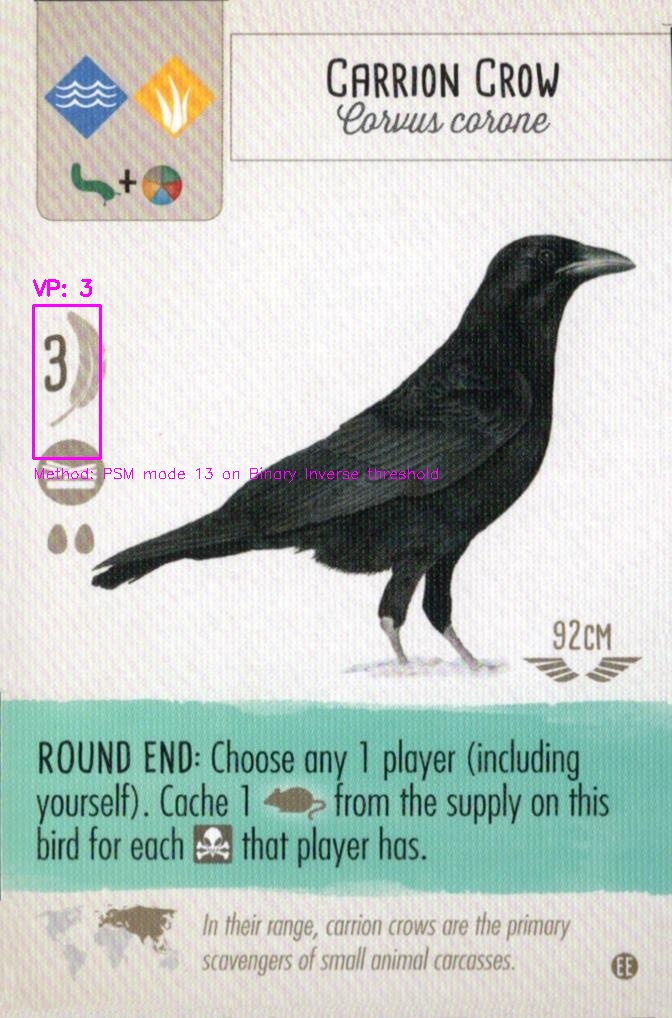 CARRION CROW
Corvus corone
+
VP: 3
3
Method: PSM mode 13 on Binary Inverse threshold
92CM
ROUND END: Choose any 1 player (including
yourself). Cache 1 from the supply on this
bird for each that player has.
In their range, carrion crows are the primary
scavengers of small animal carcasses.
EE